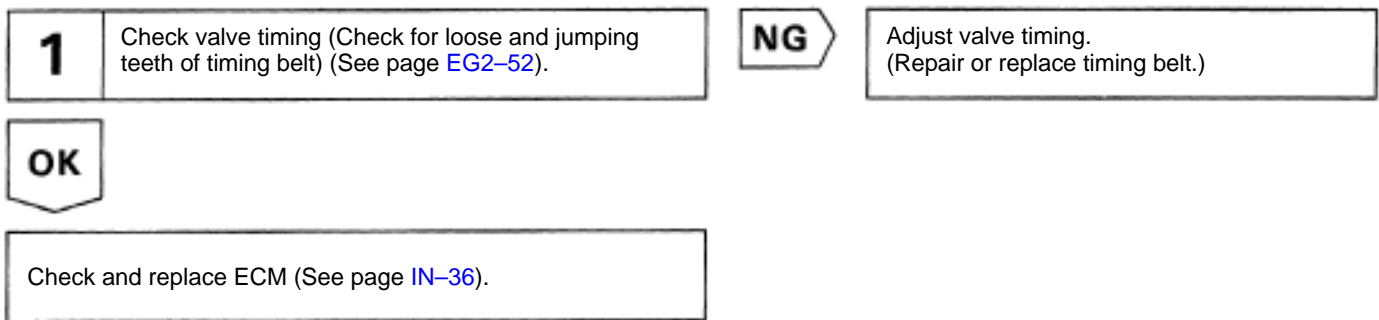 1
Check valve timing (Check for loose and jumping
teeth of timing belt) (See page EG2–52).
NG
Adjust valve timing.
(Repair or replace timing belt.)
OK
Check and replace ECM (See page IN–36).